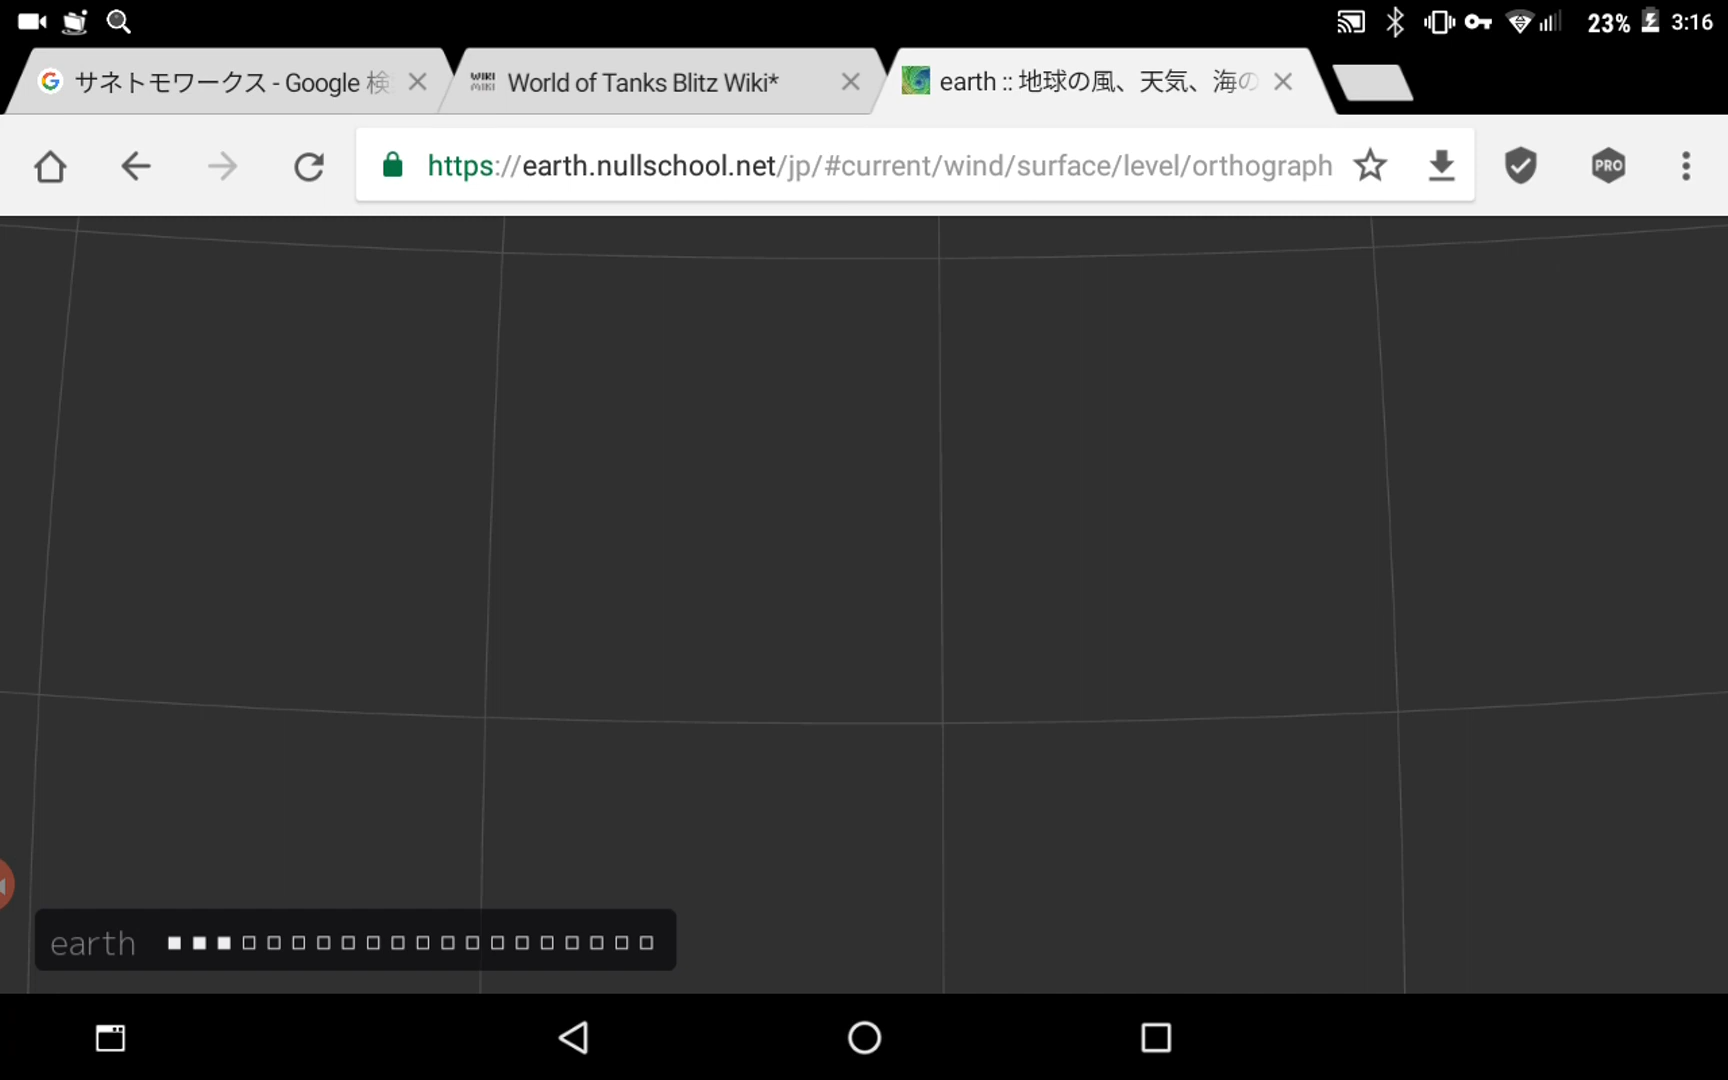 23% 3:16
サネトモワークス - Google 検
WIKI WIKI World of Tanks Blitz Wiki*
earth :: 地球の風、天気、海の
https://earth.nullschool.net/jp/#current/wind/surface/level/orthograph
PRO
earth